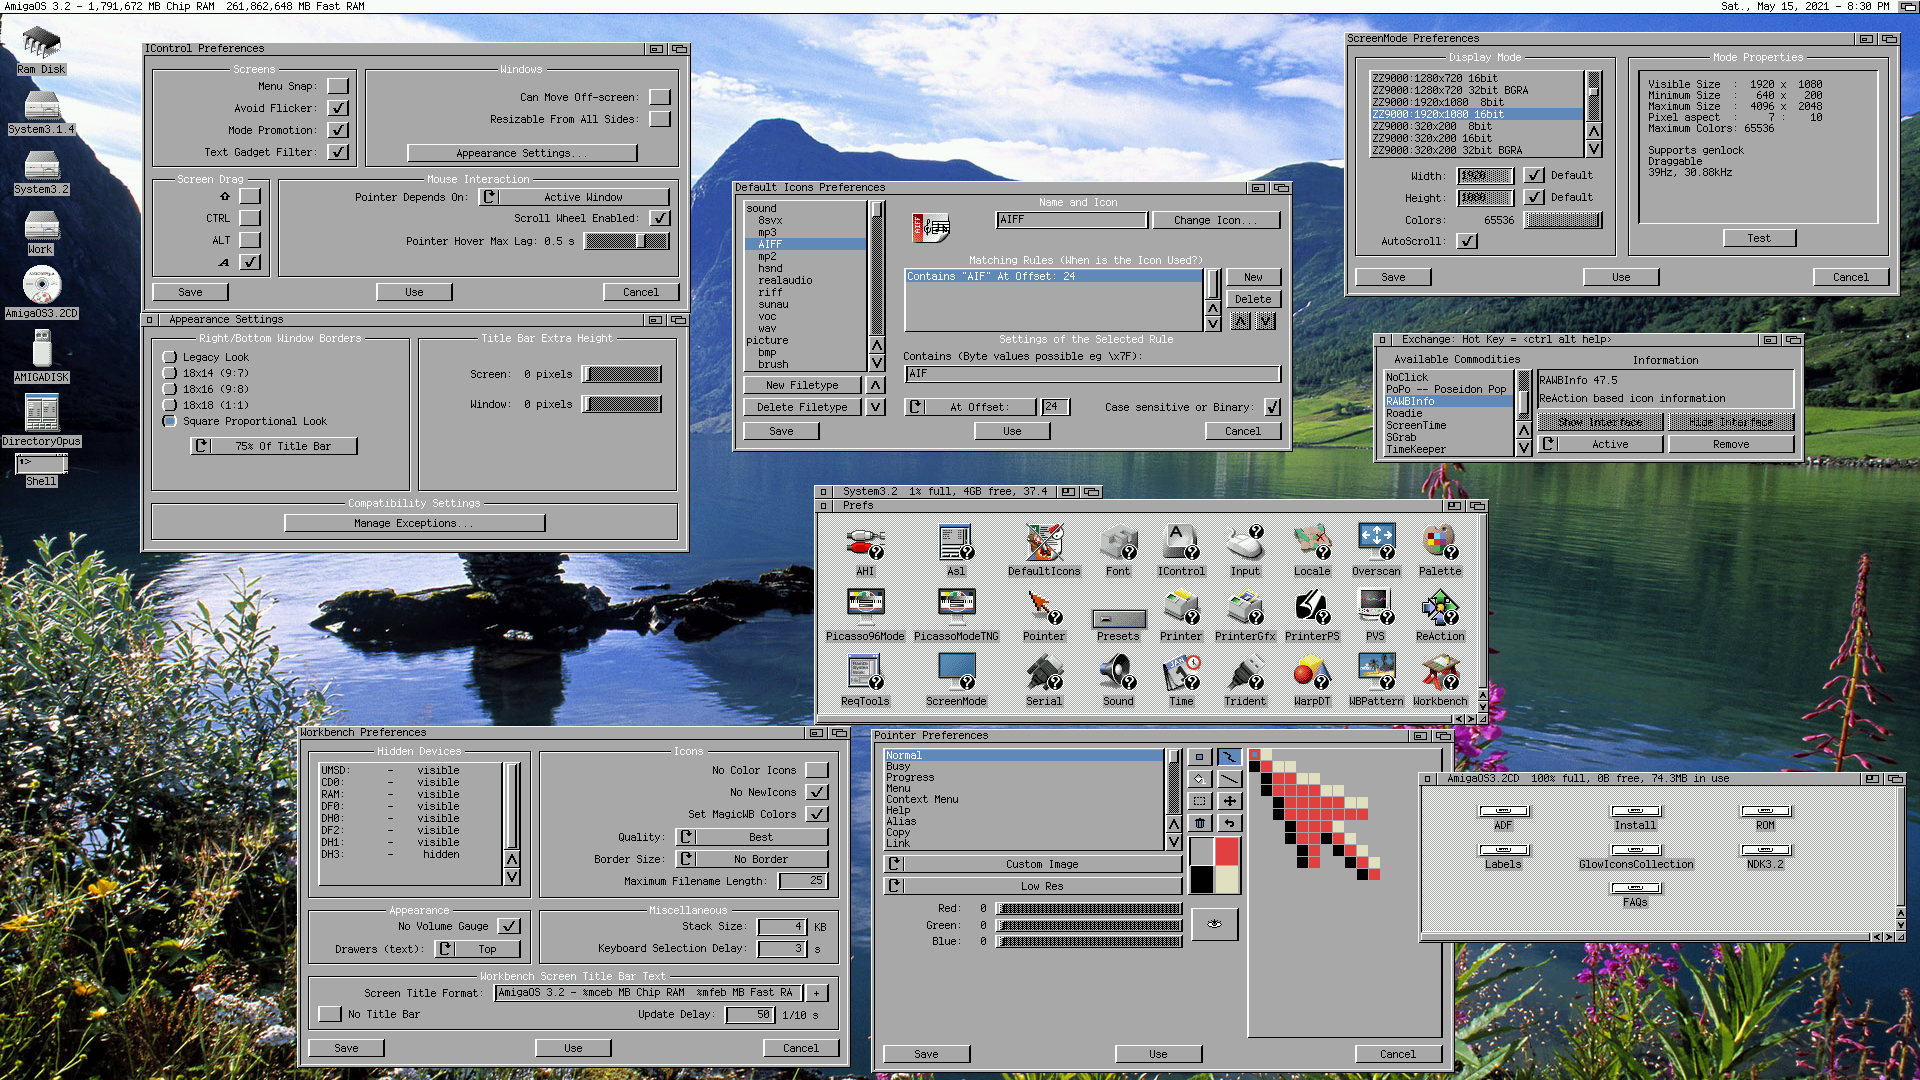 AmigaOS 3.2 - 1,791,672 MB Chip RAM  261,862,648 MB Fast RAM
Sat., May 15, 2021 - 8:30 PM
Ram Disk
System3.1.4
System3.2
Work
AmigaOS3.2CD
AMIGADISK
DirectoryOpus
1>
Shell
IControl Preferences
Screens
Menu Snap:
Avoid Flicker:
Mode Promotion:
Text Gadget Filter:
Windows
Can Move Off-screen:
Resizable From All Sides:
Appearance Settings...
Screen Drag
CTRL
ALT
A
Mouse Interaction
Pointer Depends On: Active Window
Scroll Wheel Enabled:
Pointer Hover Max Lag: 0.5 s
Save Use Cancel
Appearance Settings
Right/Bottom Window Borders
Legacy Look
18x14 (9:7)
18x16 (9:8)
18x18 (1:1)
Square Proportional Look
75% Of Title Bar
Title Bar Extra Height
Screen: 0 pixels
Window: 0 pixels
Compatibility Settings
Manage Exceptions...
Default Icons Preferences
sound
8svx
mp3
AIFF
mp2
hsnd
realaudio
riff
sunau
voc
wav
picture
bmp
brush
New Filetype
Delete Filetype
Name and Icon
AIFF
AIFF Change Icon...
Matching Rules (When is the Icon Used?)
Contains "AIF" At Offset: 24
New
Delete
Settings of the Selected Rule
Contains (Byte values possible eg \x7F):
AIF
At Offset: 24 Case sensitive or Binary:
Save Use Cancel
ScreenMode Preferences
Display Mode
ZZ9000:1280x720 16bit
ZZ9000:1280x720 32bit BGRA
ZZ9000:1920x1080  8bit
ZZ9000:1920x1080 16bit
ZZ9000:320x200  8bit
ZZ9000:320x200 16bit
ZZ9000:320x200 32bit BGRA
Width: 1920 Default
Height: 1080 Default
Colors: 65536
AutoScroll:
Mode Properties
Visible Size : 1920 x 1080
Minimum Size : 640 x 200
Maximum Size : 4096 x 2048
Pixel aspect : 7 : 10
Maximum Colors: 65536
Supports genlock
Draggable
39Hz, 30.88kHz
Test
Save Use Cancel
Exchange: Hot Key = <ctrl alt help>
Available Commodities
NoClick
PoPo -- Poseidon Pop
RAWBInfo
Roadie
ScreenTime
SGrab
TimeKeeper
Information
RAWBInfo 47.5
ReAction based icon information
Show Interface Hide Interface
Active Remove
System3.2  1% full, 4GB free, 37.4
Prefs
AHI Asl DefaultIcons Font IControl Input Locale Overscan Palette
Picasso96Mode PicassoModeTNG Pointer Presets Printer PrinterGfx PrinterPS PVS ReAction
ReqTools ScreenMode Serial Sound Time Trident WarpDT WBPattern Workbench
Workbench Preferences
Hidden Devices
UMSD: - visible
CD0: - visible
RAM: - visible
DF0: - visible
DH0: - visible
DF2: - visible
DH1: - visible
DH3: - hidden
Icons
No Color Icons
No NewIcons
Set MagicWB Colors
Quality: Best
Border Size: No Border
Maximum Filename Length: 25
Appearance
No Volume Gauge
Drawers (text): Top
Miscellaneous
Stack Size: 4 KB
Keyboard Selection Delay: 3 s
Workbench Screen Title Bar Text
Screen Title Format: AmigaOS 3.2 - %mceb MB Chip RAM  %mfeb MB Fast RA +
No Title Bar Update Delay: 50 1/10 s
Save Use Cancel
Pointer Preferences
Normal
Busy
Progress
Menu
Context Menu
Help
Alias
Copy
Link
Custom Image
Low Res
Red: 0
Green: 0
Blue: 0
Save Use Cancel
AmigaOS3.2CD  100% full, 0B free, 74.3MB in use
ADF Install ROM
Labels GlowIconsCollection NDK3.2
FAQs